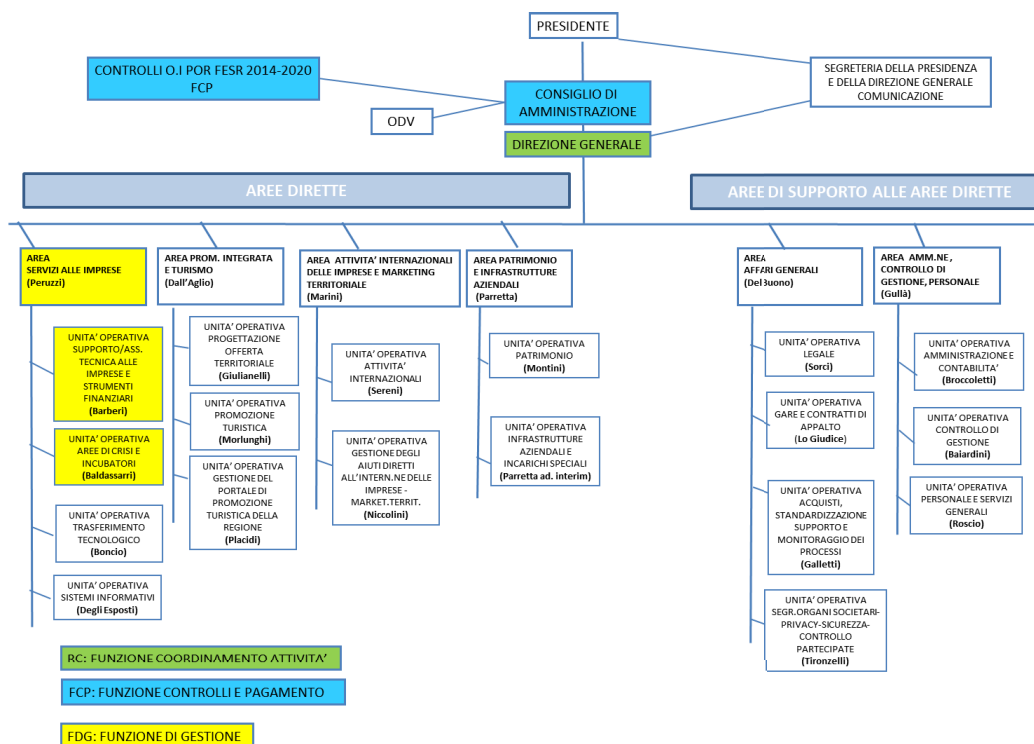 PRESIDENTE
CONTROLLI O.I POR FESR 2014-2020
FCP
SEGRETERIA DELLA PRESIDENZA
E DELLA DIREZIONE GENERALE
COMUNICAZIONE
CONSIGLIO DI
AMMINISTRAZIONE
ODV
DIREZIONE GENERALE
AREE DIRETTE
AREE DI SUPPORTO ALLE AREE DIRETTE
AREA
SERVIZI ALLE IMPRESE
(Peruzzi)
UNITA’ OPERATIVA
SUPPORTO/ASS.
TECNICA ALLE
IMPRESE E
STRUMENTI
FINANZIARI
(Barberi)
UNITA’ OPERATIVA
AREE DI CRISI E
INCUBATORI
(Baldassarri)
UNITA’ OPERATIVA
TRASFERIMENTO
TECNOLOGICO
(Boncio)
UNITA’ OPERATIVA
SISTEMI INFORMATIVI
(Degli Esposti)
AREA PROM. INTEGRATA
E TURISMO
(Dall’Aglio)
UNITA’ OPERATIVA
PROGETTAZIONE
OFFERTA
TERRITORIALE
(Giulianelli)
UNITA’ OPERATIVA
PROMOZIONE
TURISTICA
(Morlunghi)
UNITA’ OPERATIVA
GESTIONE DEL
PORTALE DI
PROMOZIONE
TURISTICA DELLA
REGIONE
(Placidi)
AREA ATTIVITA’ INTERNAZIONALI
DELLE IMPRESE E MARKETING
TERRITORIALE
(Marini)
UNITA’ OPERATIVA
ATTIVITA’
INTERNAZIONALI
(Sereni)
UNITA’ OPERATIVA
GESTIONE DEGLI
AIUTI DIRETTI
ALL’INTERN.NE DELLE
IMPRESE -
MARKET.TERRIT.
(Niccolini)
AREA PATRIMONIO
E INFRASTRUTTURE
AZIENDALI
(Parretta)
UNITA’ OPERATIVA
PATRIMONIO
(Montini)
UNITA’ OPERATIVA
INFRASTRUTTURE
AZIENDALI E
INCARICHI SPECIALI
(Parretta ad. interim)
AREA
AFFARI GENERALI
(Del Buono)
UNITA’ OPERATIVA
LEGALE
(Sorci)
UNITA’ OPERATIVA
GARE E CONTRATTI DI
APPALTO
(Lo Giudice)
UNITA’ OPERATIVA
ACQUISTI,
STANDARDIZZAZIONE
SUPPORTO E
MONITORAGGIO DEI
PROCESSI
(Galletti)
UNITA’ OPERATIVA
SEGR.ORGANI SOCIETARI-
PRIVACY-SICUREZZA-
CONTROLLO
PARTECIPATE
(Tironzelli)
AREA AMM.NE ,
CONTROLLO DI
GESTIONE, PERSONALE
(Gullà)
UNITA’ OPERATIVA
AMMINISTRAZIONE E
CONTABILITA’
(Broccoletti)
UNITA’ OPERATIVA
CONTROLLO DI
GESTIONE
(Baiardini)
UNITA’ OPERATIVA
PERSONALE E SERVIZI
GENERALI
(Roscio)
RC: FUNZIONE COORDINAMENTO ATTIVITA’
FCP: FUNZIONE CONTROLLI E PAGAMENTO
FDG: FUNZIONE DI GESTIONE